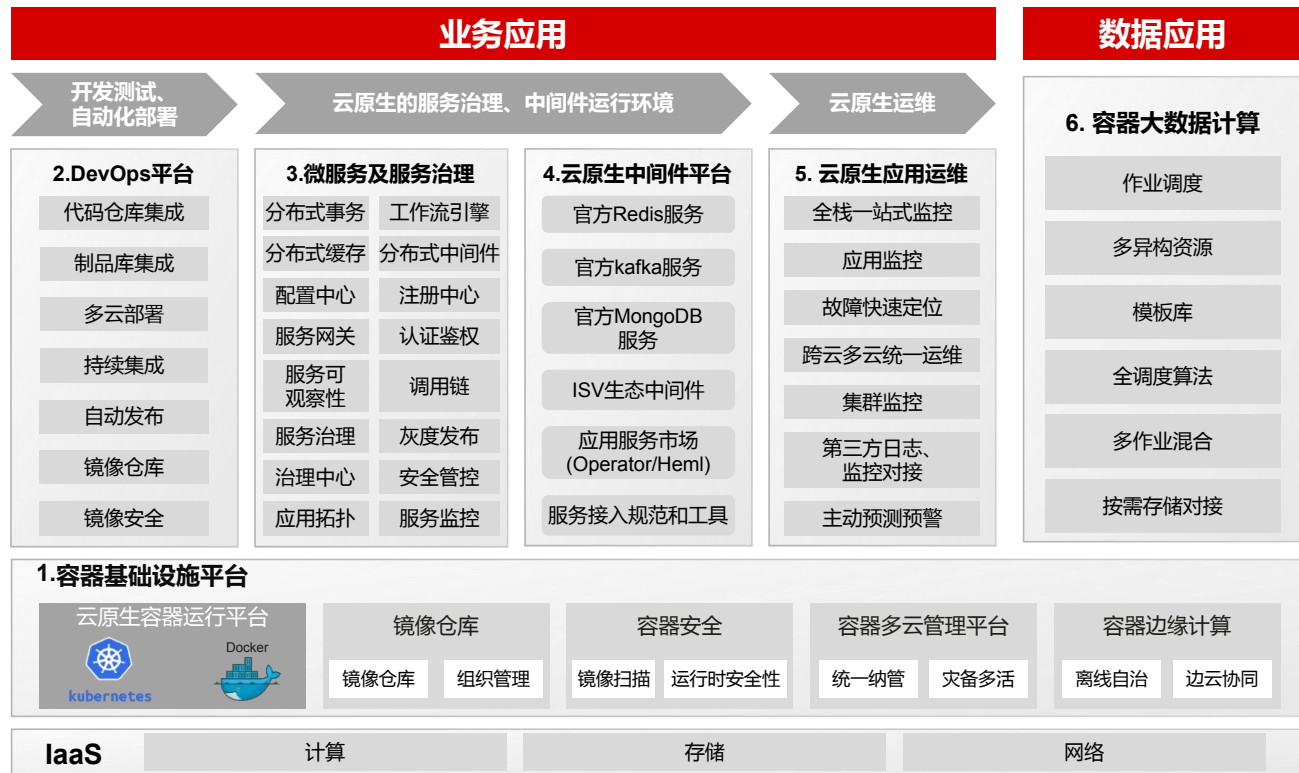 业务应用
数据应用
开发测试、
自动化部署
云原生的服务治理、中间件运行环境
云原生运维
2.DevOps平台
代码仓库集成
制品库集成
多云部署
持续集成
自动发布
镜像仓库
镜像安全
3.微服务及服务治理
分布式事务
工作流引擎
分布式缓存
分布式中间件
配置中心
注册中心
服务网关
认证鉴权
服务可
观察性
调用链
服务治理
灰度发布
治理中心
安全管控
应用拓扑
服务监控
4.云原生中间件平台
官方Redis服务
官方kafka服务
官方MongoDB
服务
ISV生态中间件
应用服务市场
(Operator/Heml)
服务接入规范和工具
5. 云原生应用运维
全栈一站式监控
应用监控
故障快速定位
跨云多云统一运维
集群监控
第三方日志、
监控对接
主动预测预警
6. 容器大数据计算
作业调度
多异构资源
模板库
全调度算法
多作业混合
按需存储对接
1.容器基础设施平台
云原生容器运行平台
kubernetes
Docker
镜像仓库
镜像仓库
组织管理
容器安全
镜像扫描
运行时安全性
容器多云管理平台
统一纳管
灾备多活
容器边缘计算
离线自治
边云协同
IaaS
计算
存储
网络